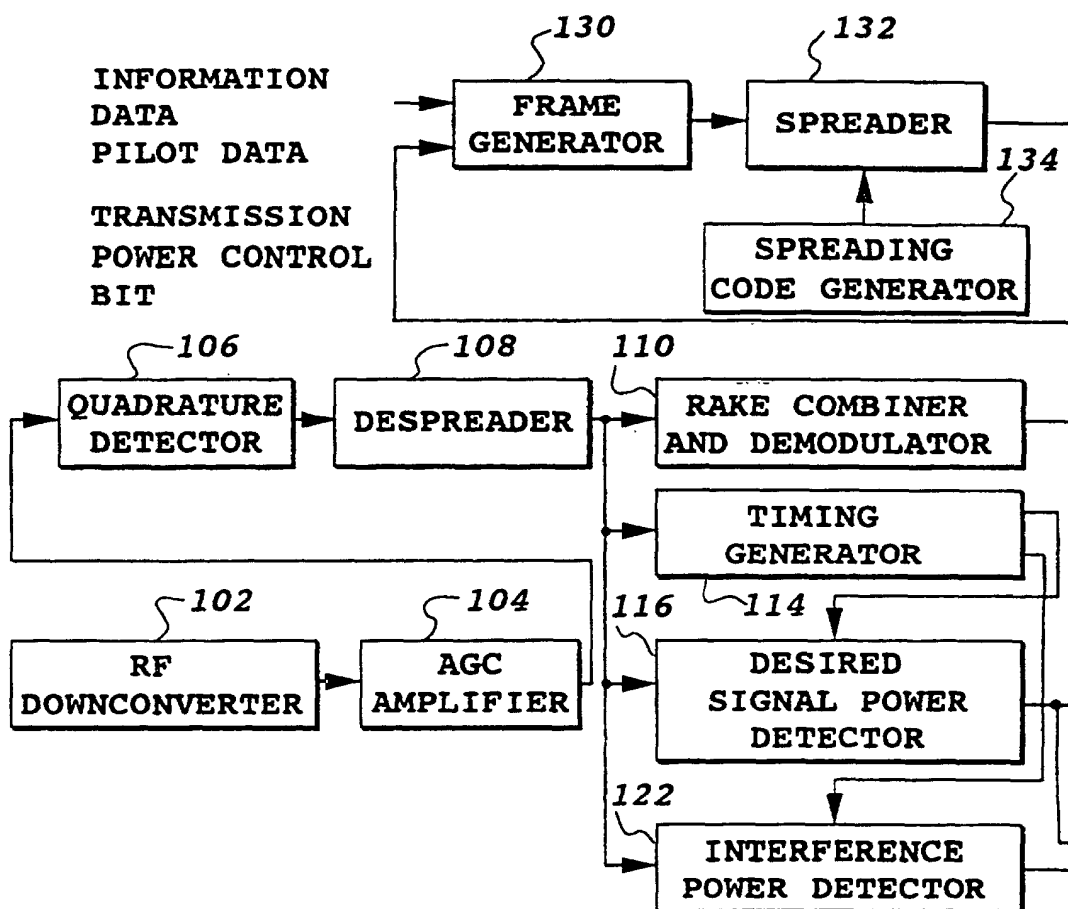 130
132
INFORMATION
DATA
PILOT DATA
FRAME
GENERATOR
SPREADER
134
TRANSMISSION
POWER CONTROL
BIT
SPREADING
CODE GENERATOR
106
108
110
QUADRATURE
DETECTOR
DESPREADER
RAKE COMBINER
AND DEMODULATOR
TIMING
GENERATOR
102
104
116
114
RF
DOWNCONVERTER
AGC
AMPLIFIER
DESIRED
SIGNAL POWER
DETECTOR
122
INTERFERENCE
POWER DETECTOR